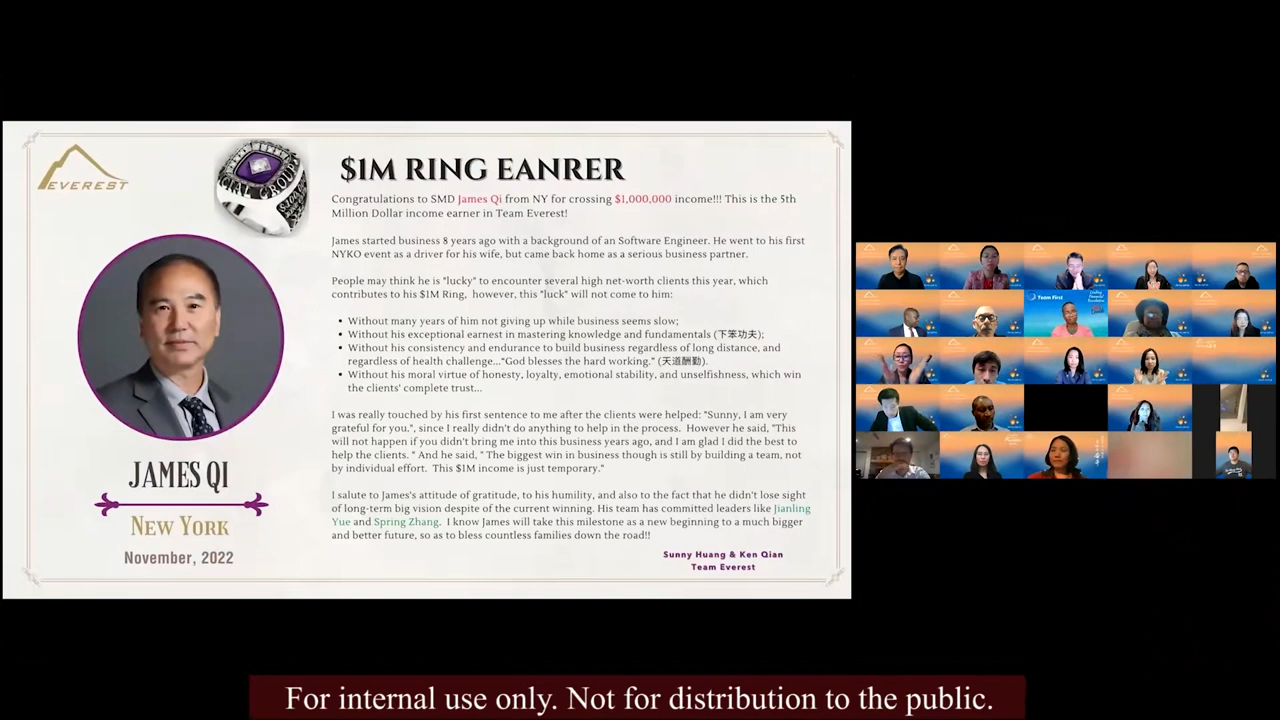 EVEREST
CIAL GROUP
$1M RING EANRER
Congratulations to SMD James Qi from NY for crossing $1,000,000 income!!! This is the 5th
Million Dollar income earner in Team Everest!
James started business 8 years ago with a background of an Software Engineer. He went to his first
NYKO event as a driver for his wife, but came back home as a serious business partner.
People may think he is "lucky" to encounter several high net-worth clients this year, which
contributes to his $1M Ring, however, this "luck" will not come to him:
• Without many years of him not giving up while business seems slow;
• Without his exceptional earnest in mastering knowledge and fundamentals (下笨功夫);
• Without his consistency and endurance to build business regardless of long distance, and
regardless of health challenge..."God blesses the hard working." (天道酬勤).
• Without his moral virtue of honesty, loyalty, emotional stability, and unselfishness, which win
the clients' complete trust...
I was really touched by his first sentence to me after the clients were helped: "Sunny, I am very
grateful for you.", since I really didn't do anything to help in the process. However he said, "This
will not happen if you didn't bring me into this business years ago, and I am glad I did the best to
help the clients. " And he said, " The biggest win in business though is still by building a team, not
by individual effort. This $1M income is just temporary."
I salute to James's attitude of gratitude, to his humility, and also to the fact that he didn't lose sight
of long-term big vision despite of the current winning. His team has committed leaders like Jianling
Yue and Spring Zhang. I know James will take this milestone as a new beginning to a much bigger
and better future, so as to bless countless families down the road!!
Sunny Huang & Ken Qian
Team Everest
JAMES QI
NEW YORK
November, 2022
Team First
For internal use only. Not for distribution to the public.